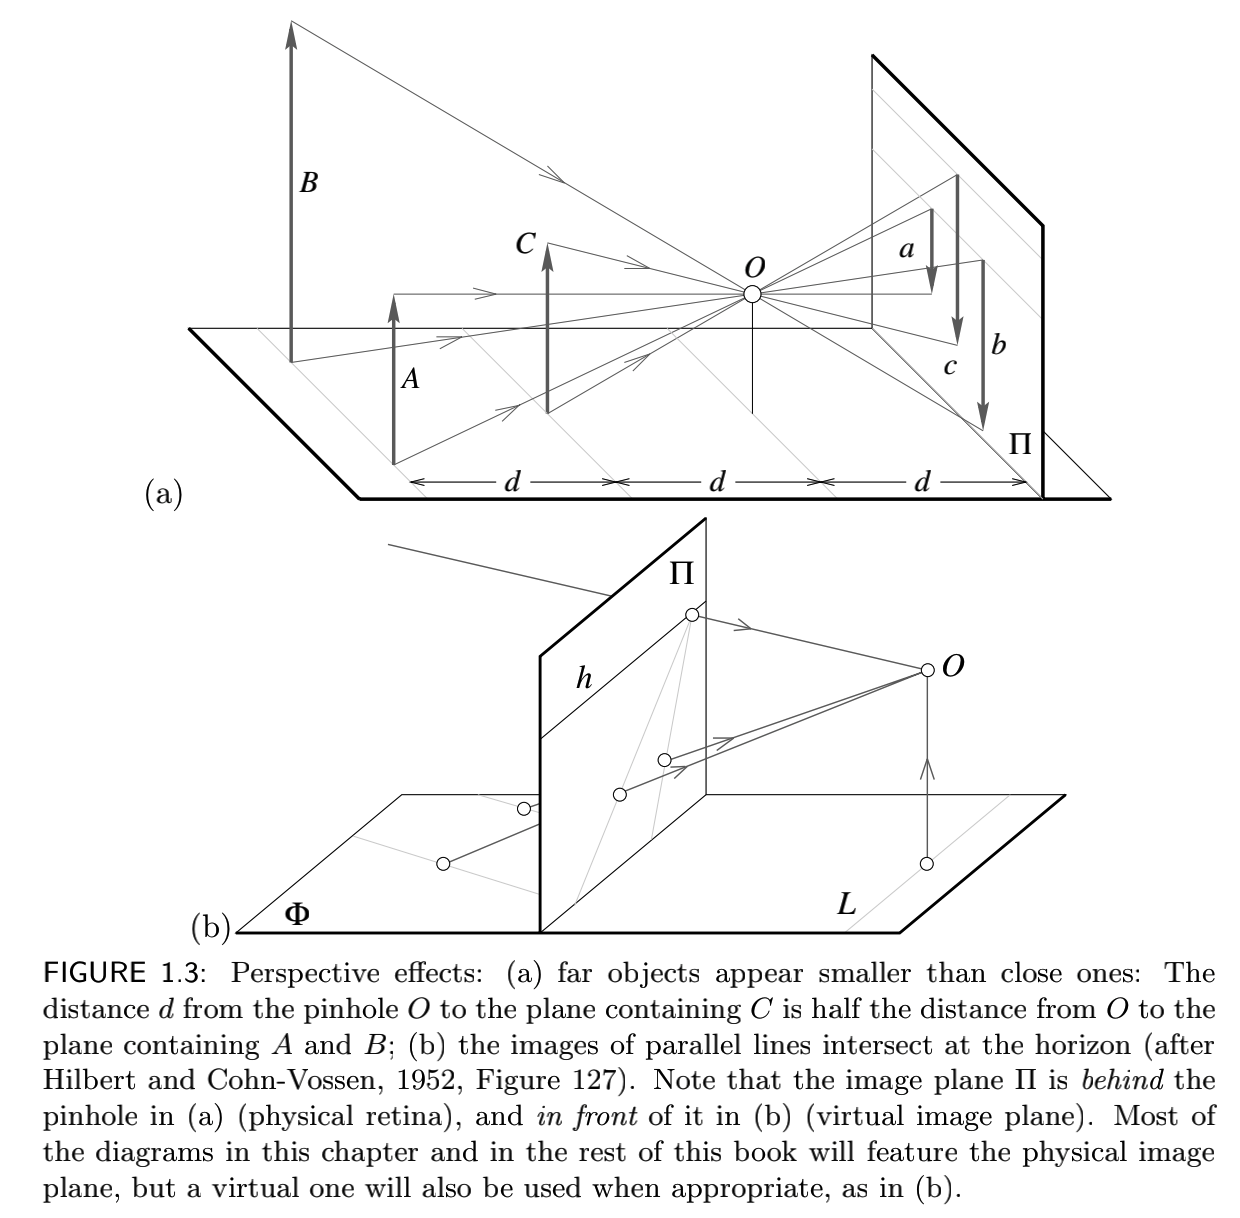 B
C
O
a
A
b
c
Π
d
d
d
(a)
Π
h
O
L
Φ
(b)
FIGURE 1.3: Perspective effects: (a) far objects appear smaller than close ones: The
distance d from the pinhole O to the plane containing C is half the distance from O to the
plane containing A and B; (b) the images of parallel lines intersect at the horizon (after
Hilbert and Cohn-Vossen, 1952, Figure 127). Note that the image plane Π is behind the
pinhole in (a) (physical retina), and in front of it in (b) (virtual image plane). Most of
the diagrams in this chapter and in the rest of this book will feature the physical image
plane, but a virtual one will also be used when appropriate, as in (b).